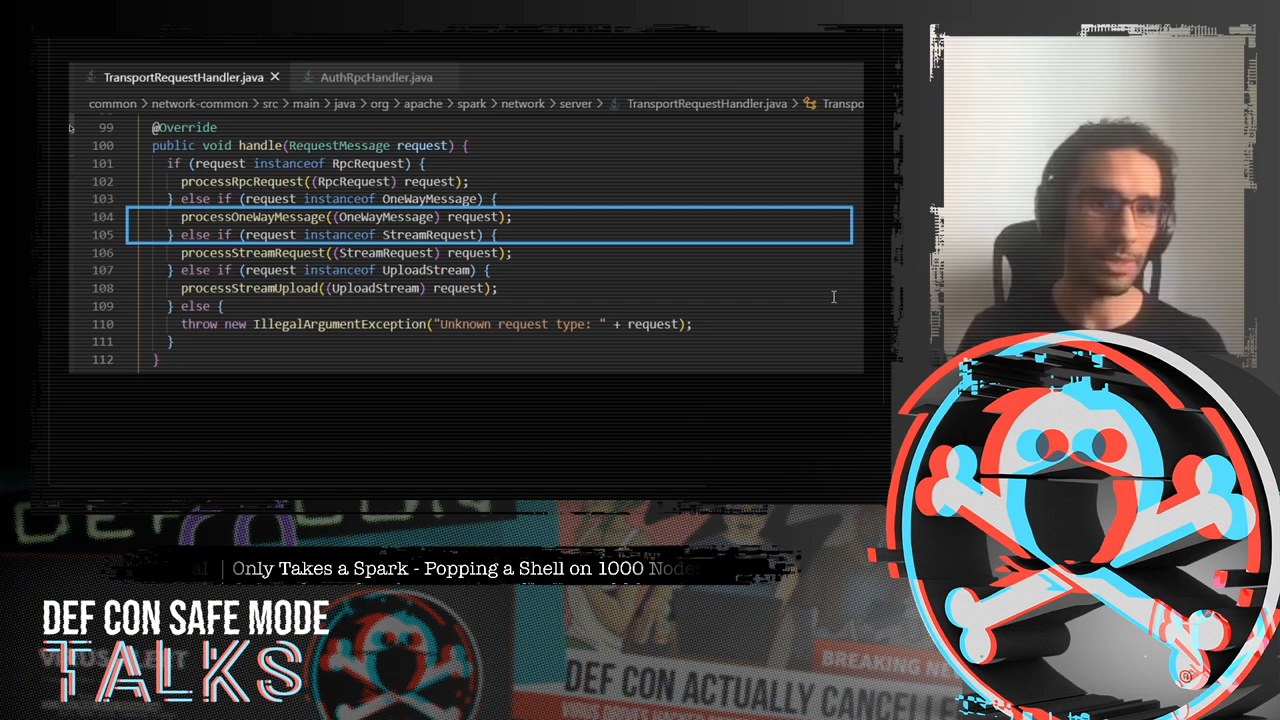 TransportRequestHandler.java ✕ AuthRpcHandler.java
common > network-common > src > main > java > org > apache > spark > network > server > TransportRequestHandler.java > Transpo
99 @Override
100 public void handle(RequestMessage request) {
101 if (request instanceof RpcRequest) {
102 processRpcRequest((RpcRequest) request);
103 } else if (request instanceof OneWayMessage) {
104 processOneWayMessage((OneWayMessage) request);
105 } else if (request instanceof StreamRequest) {
106 processStreamRequest((StreamRequest) request);
107 } else if (request instanceof UploadStream) {
108 processStreamUpload((UploadStream) request);
109 } else {
110 throw new IllegalArgumentException("Unknown request type: " + request);
111 }
112 }
DEF CON
al | Only Takes a Spark - Popping a Shell on 1000 Nodes
DEF CON SAFE MODE
TALKS
BREAKING NE
DEF CON ACTUALLY CANCELLE
®